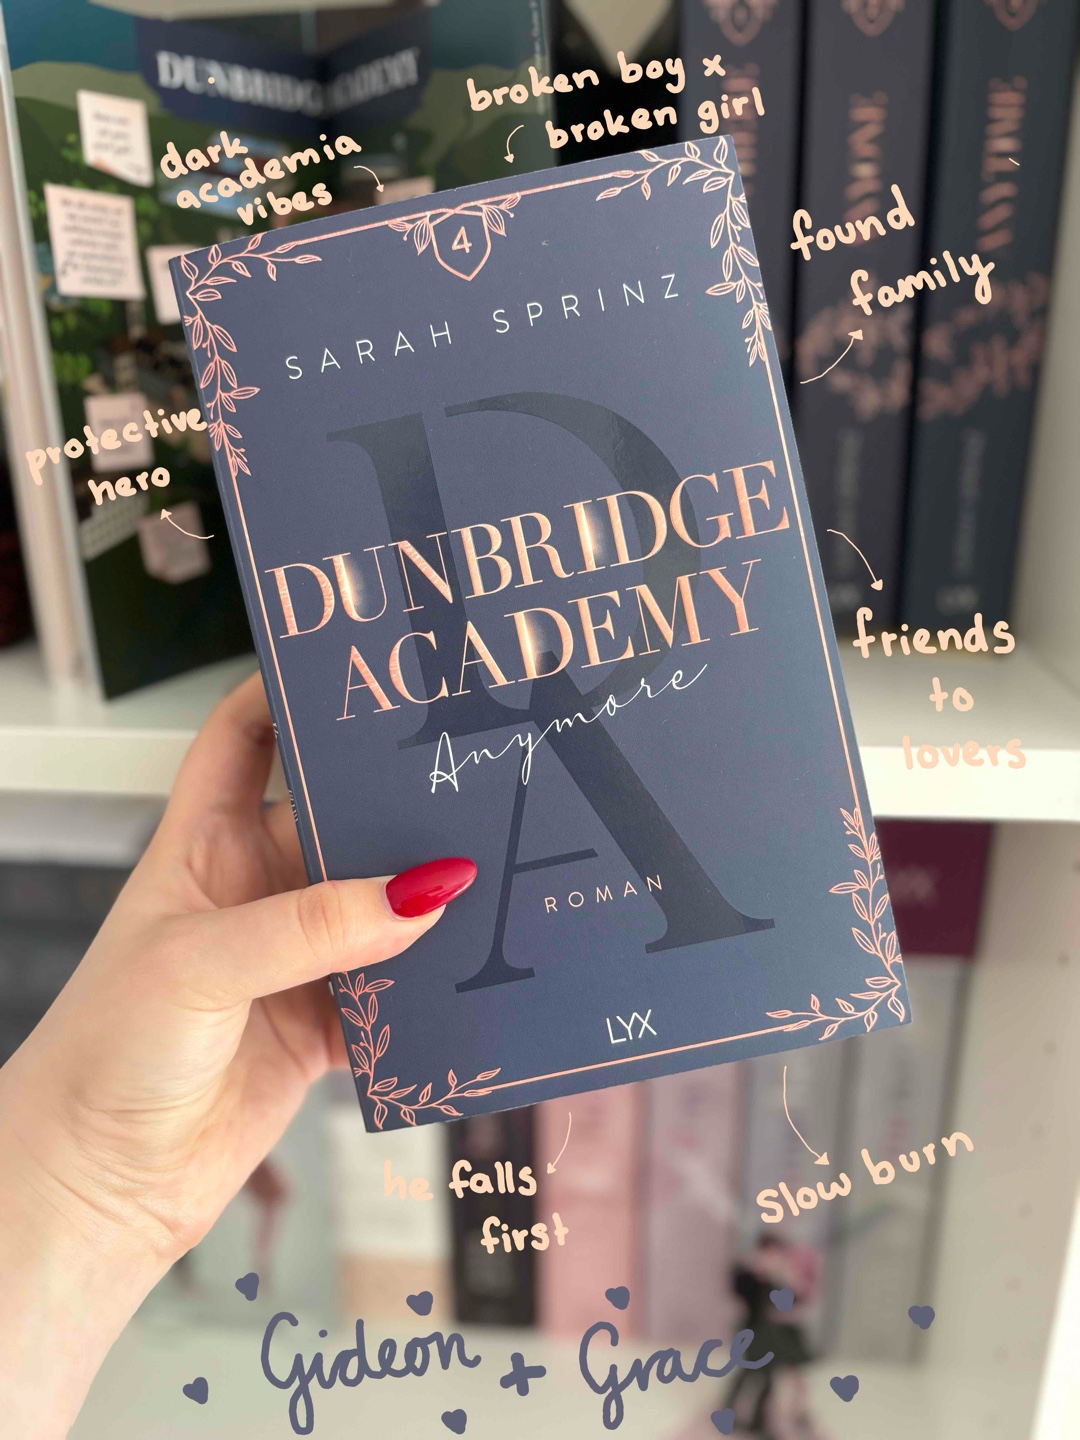 DUNBRIDGE ACADEMY
broken boy x
broken girl
dark
academia
vibes
found
family
4
SARAH SPRINZ
protective
hero
DUNBRIDGE
ACADEMY
Anymore
friends
to
lovers
ROMAN
LYX
he falls
first
slow burn
Gideon + Grace
ANYTIME